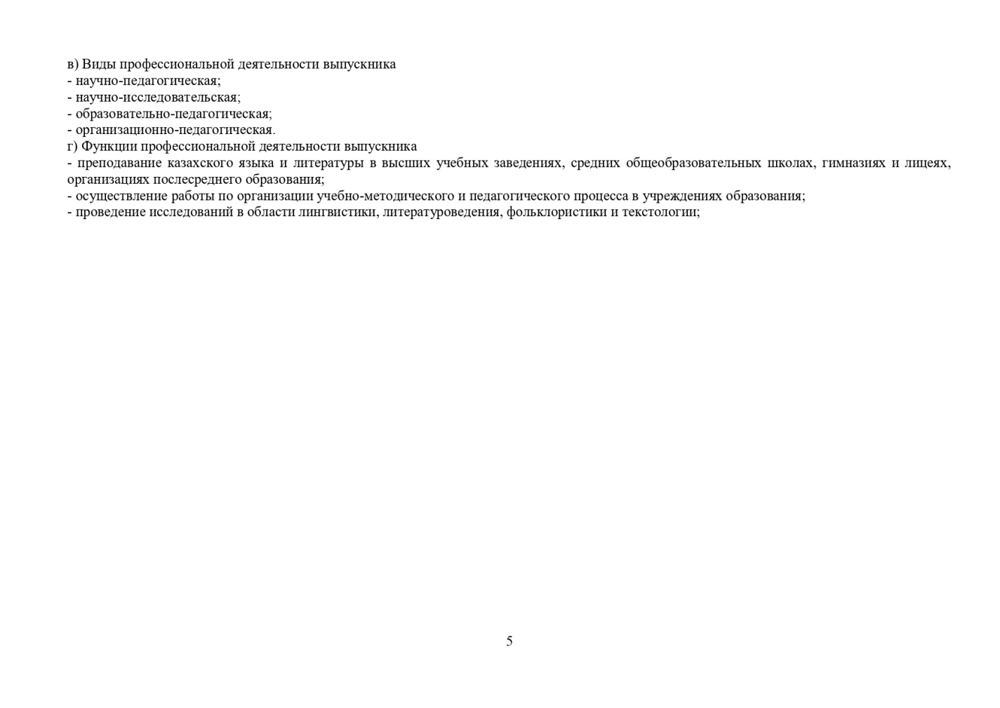 в) Виды профессиональной деятельности выпускника
- научно-педагогическая;
- научно-исследовательская;
- образовательно-педагогическая;
- организационно-педагогическая.
г) Функции профессиональной деятельности выпускника
- преподавание казахского языка и литературы в высших учебных заведениях, средних общеобразовательных школах, гимназиях и лицеях,
организациях послесреднего образования;
- осуществление работы по организации учебно-методического и педагогического процесса в учреждениях образования;
- проведение исследований в области лингвистики, литературоведения, фольклористики и текстологии;
5